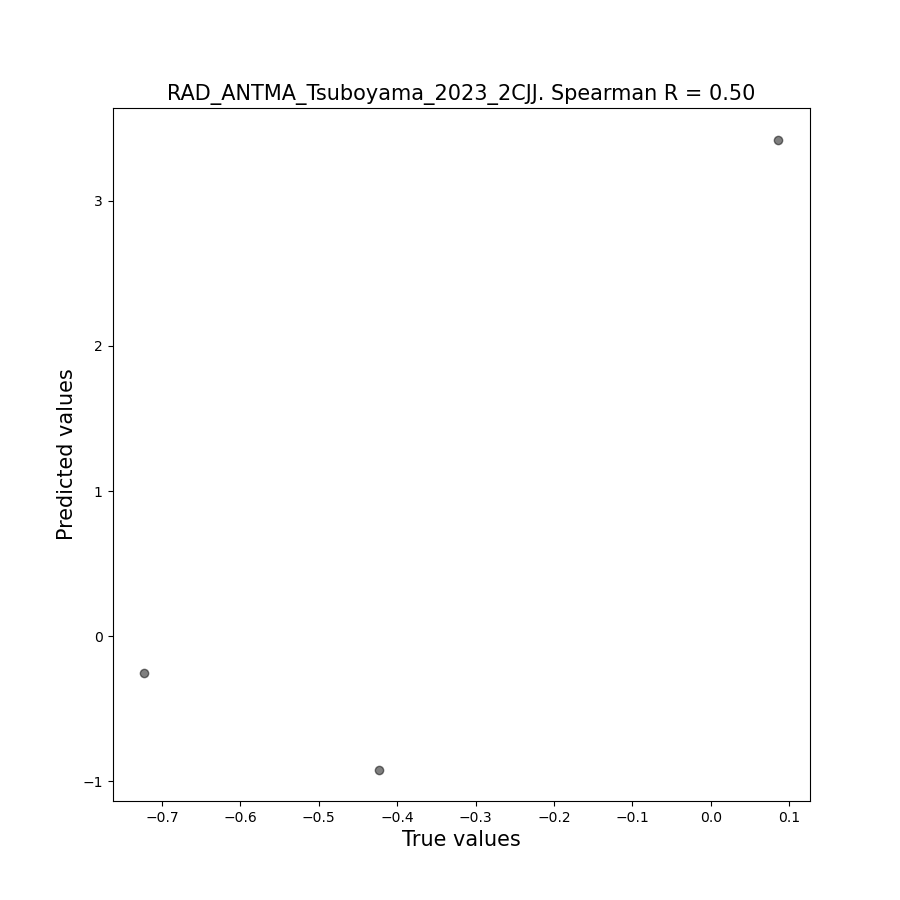 RAD_ANTMA_Tsuboyama_2023_2CJJ. Spearman R = 0.50
Predicted values
3
2
1
0
−1
−0.7 −0.6 −0.5 −0.4 −0.3 −0.2 −0.1 0.0 0.1
True values